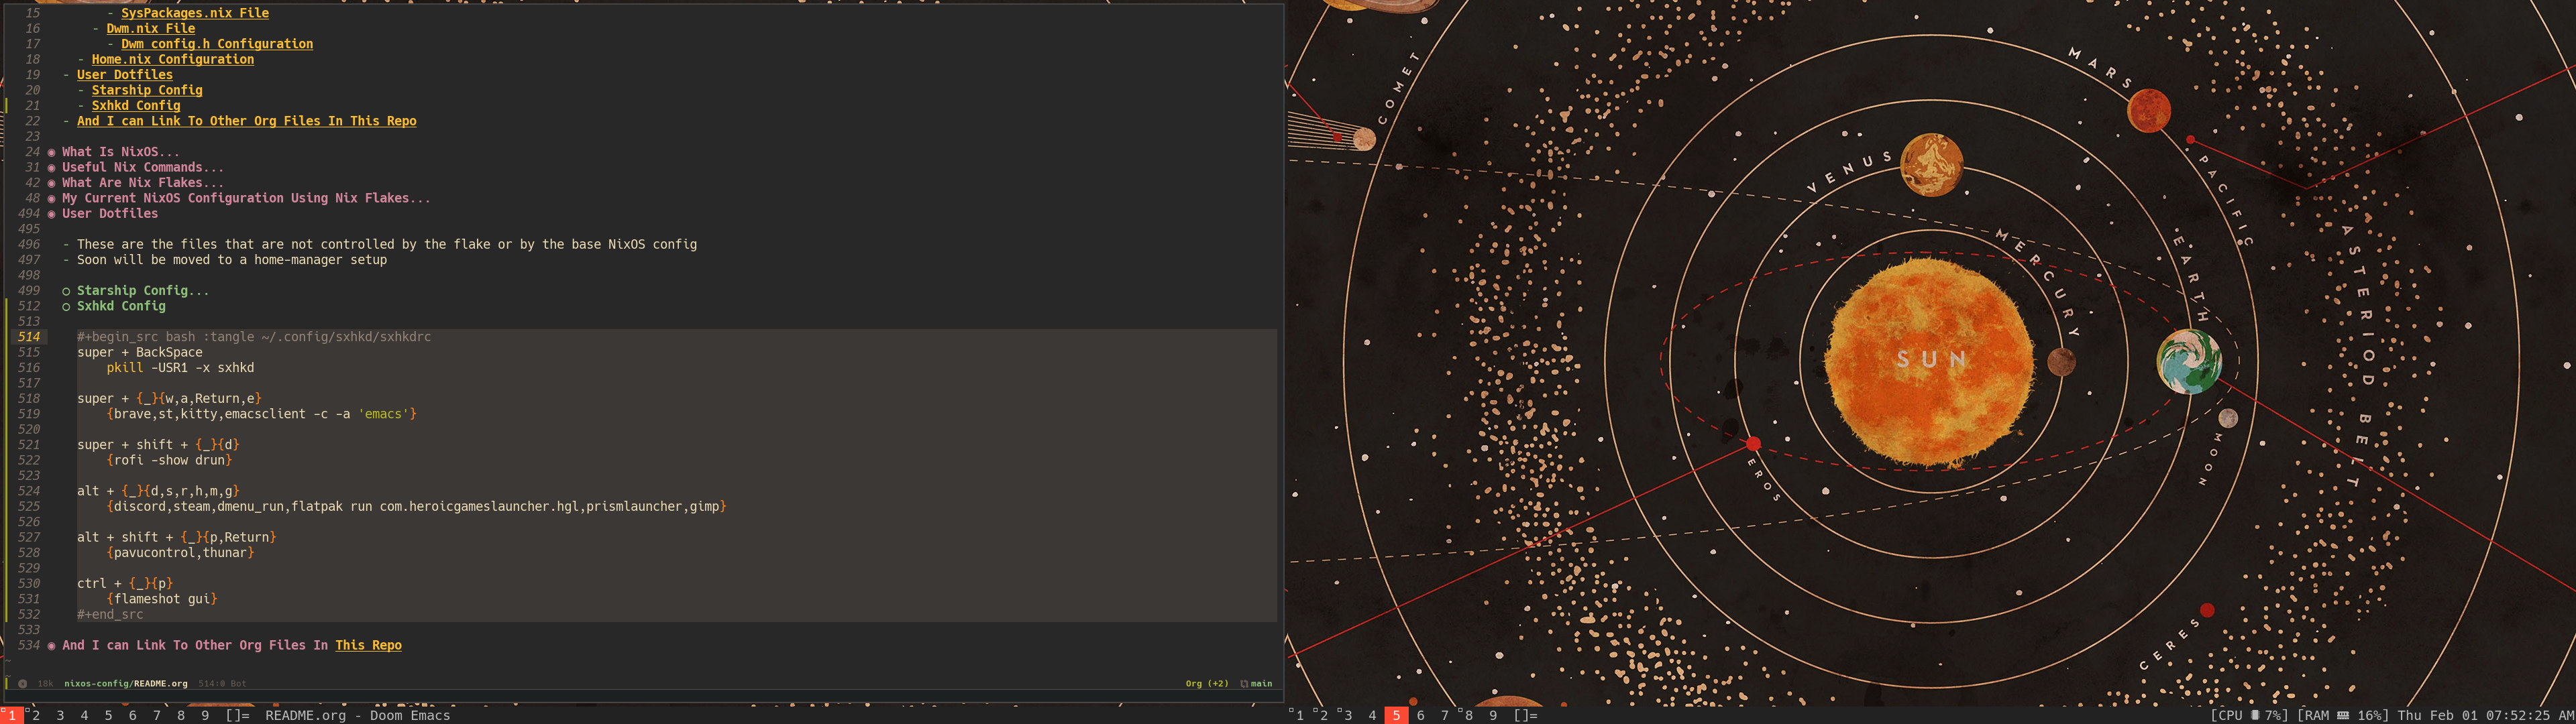 15 - SysPackages.nix File
16 - Dwm.nix File
17 - Dwm config.h Configuration
18 - Home.nix Configuration
19 - User Dotfiles
20 - Starship Config
21 - Sxhkd Config
22 - And I can Link To Other Org Files In This Repo
23
24 ◉ What Is NixOS...
31 ◉ Useful Nix Commands...
42 ◉ What Are Nix Flakes...
48 ◉ My Current NixOS Configuration Using Nix Flakes...
494 ◉ User Dotfiles
495
496 - These are the files that are not controlled by the flake or by the base NixOS config
497 - Soon will be moved to a home-manager setup
498
499 ○ Starship Config...
512 ○ Sxhkd Config
513
514 #+begin_src bash :tangle ~/.config/sxhkd/sxhkdrc
515 super + BackSpace
516 pkill -USR1 -x sxhkd
517
518 super + {_}{w,a,Return,e}
519 {brave,st,kitty,emacsclient -c -a 'emacs'}
520
521 super + shift + {_}{d}
522 {rofi -show drun}
523
524 alt + {_}{d,s,r,h,m,g}
525 {discord,steam,dmenu_run,flatpak run com.heroicgameslauncher.hgl,prismlauncher,gimp}
526
527 alt + shift + {_}{p,Return}
528 {pavucontrol,thunar}
529
530 ctrl + {_}{p}
531 {flameshot gui}
532 #+end_src
533
534 ◉ And I can Link To Other Org Files In This Repo
~
~
18k nixos-config/README.org 514:0 Bot Org (+2) main
1 2 3 4 5 6 7 8 9 []= README.org - Doom Emacs
COMET
MARS
VENUS
PACIFIC
MERCURY
EARTH
ASTERIOD BELT
SUN
MOON
EROS
CERES
1 2 3 4 5 6 7 8 9 []= [CPU 7%] [RAM 16%] Thu Feb 01 07:52:25 AM